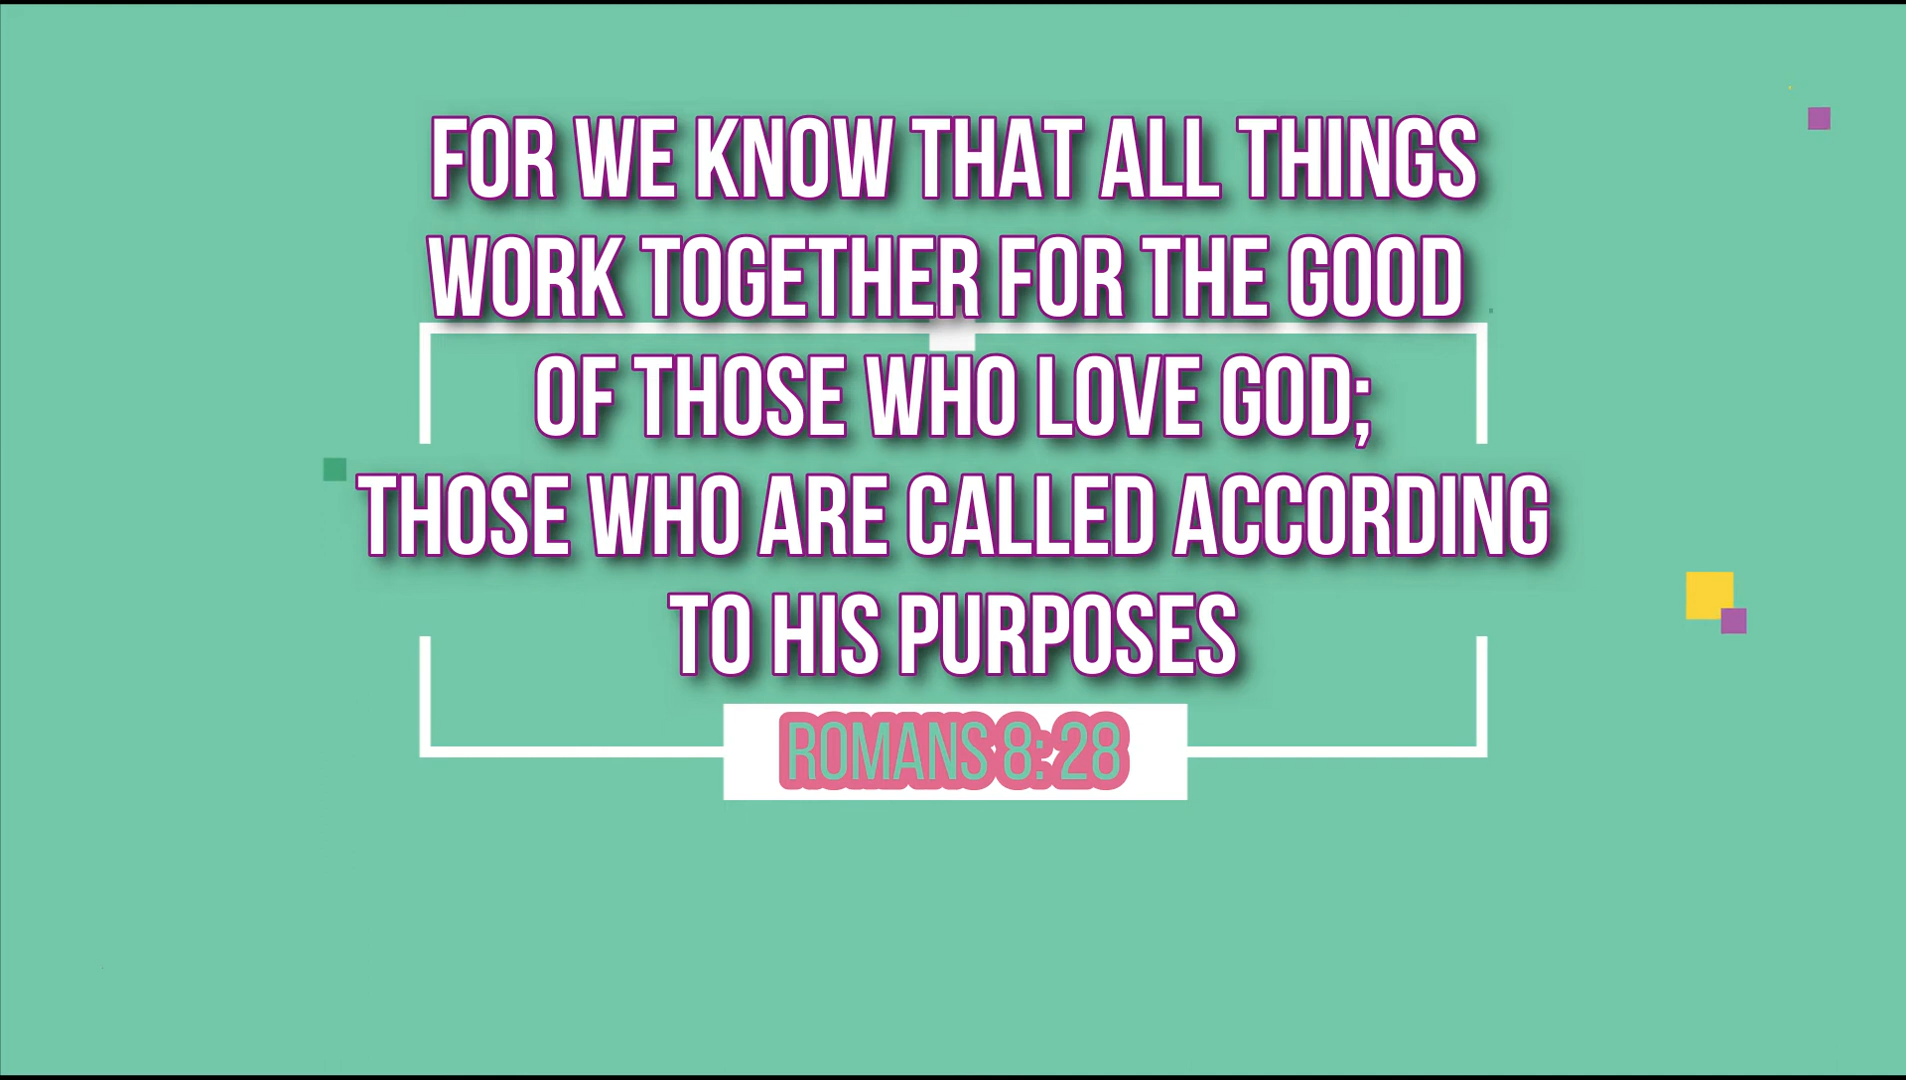 FOR WE KNOW THAT ALL THINGS
WORK TOGETHER FOR THE GOOD
OF THOSE WHO LOVE GOD;
THOSE WHO ARE CALLED ACCORDING
TO HIS PURPOSES
ROMANS 8:28